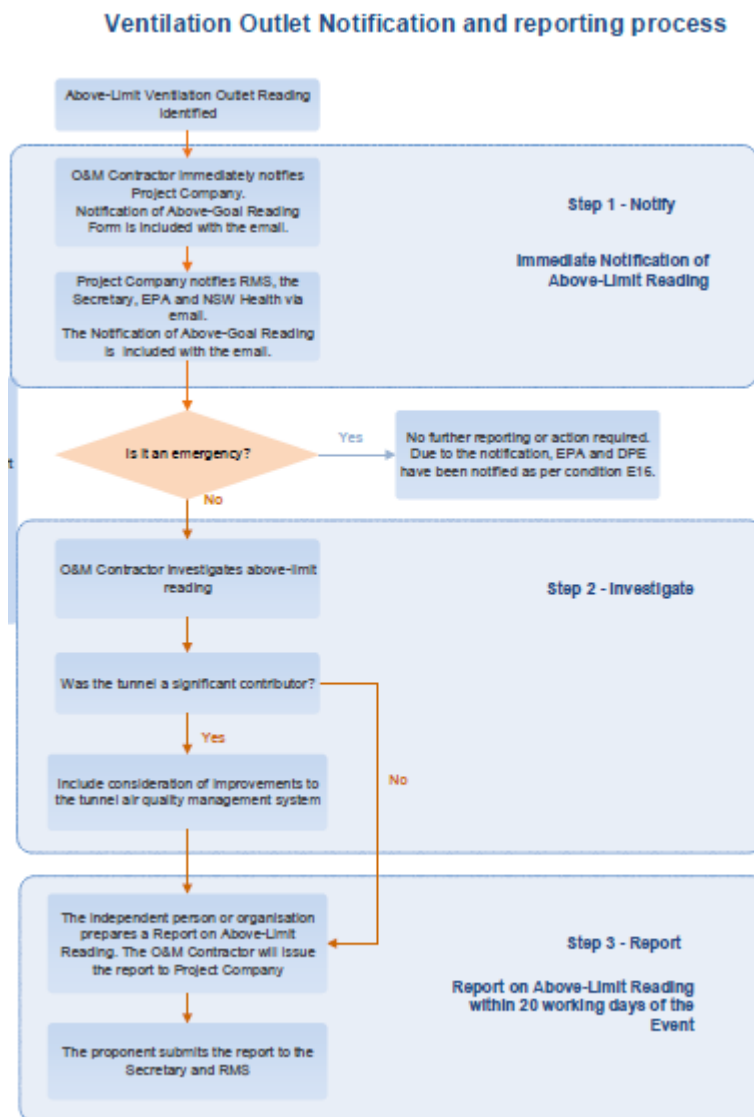 Ventilation Outlet Notification and reporting process
Above-Limit Ventilation Outlet Reading
Identified
O&M Contractor immediately notifies
Project Company.
Notification of Above-Goal Reading
Form is included with the email.
Step 1 - Notify
Immediate Notification of
Above-Limit Reading
Project Company notifies RMS, the
Secretary, EPA and NSW Health via
email.
The Notification of Above-Goal Reading
is included with the email.
Is it an emergency?
Yes
No further reporting or action required.
Due to the notification, EPA and DPE
have been notified as per condition E16.
No
O&M Contractor investigates above-limit
reading
Step 2 - Investigate
Was the tunnel a significant contributor?
Yes
No
Include consideration of improvements to
the tunnel air quality management system
The independent person or organisation
prepares a Report on Above-Limit
Reading. The O&M Contractor will issue
the report to Project Company
Step 3 - Report
Report on Above-Limit Reading
within 20 working days of the
Event
The proponent submits the report to the
Secretary and RMS